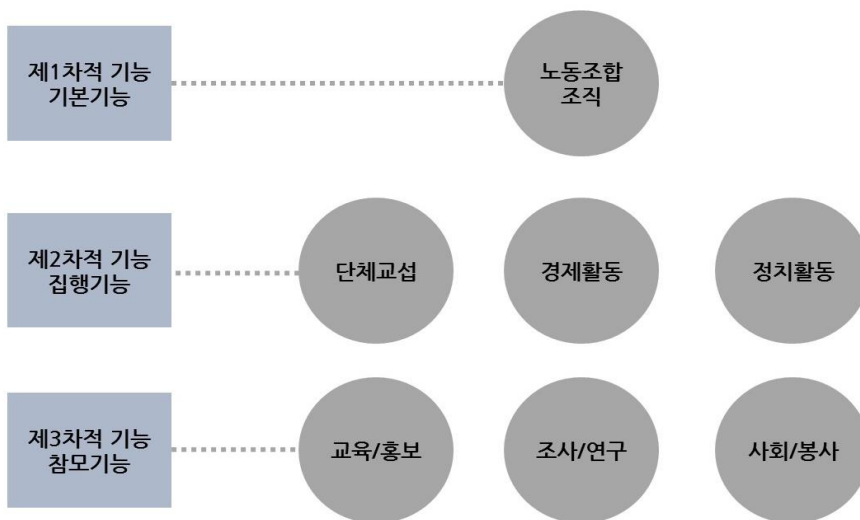 제1차적 기능
기본기능
노동조합
조직
제2차적 기능
집행기능
단체교섭
경제활동
정치활동
제3차적 기능
참모기능
교육/홍보
조사/연구
사회/봉사